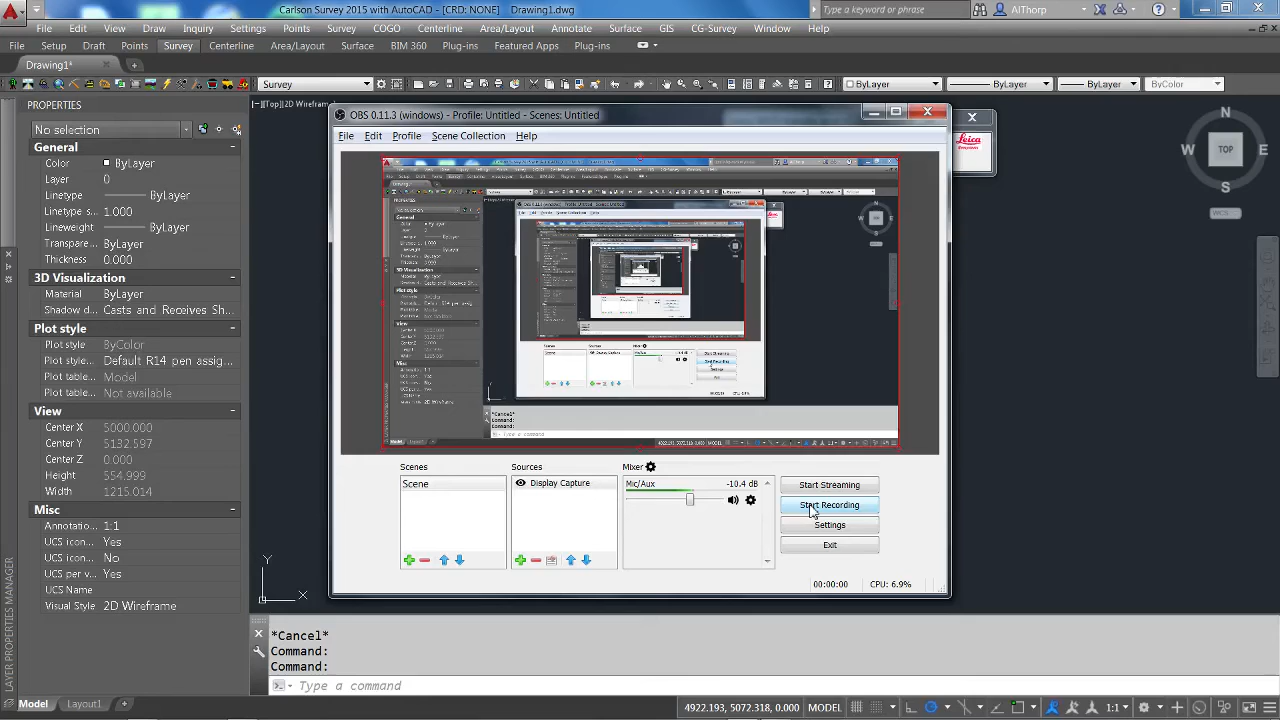 Carlson Survey 2015 with AutoCAD - [CRD: NONE]    Drawing1.dwg
Type a keyword or phrase
AlThorp
File Edit View Draw Inquiry Settings Points Survey COGO Centerline Area/Layout Annotate Surface GIS CG-Survey Window Help
File Setup Draft Points Survey Centerline Area/Layout Surface BIM 360 Plug-ins Featured Apps Plug-ins
Drawing1*
Survey
ByLayer
ByLayer
ByLayer
ByColor
PROPERTIES
No selection
General
Color ByLayer
Layer 0
Linetype ByLayer
Linetype s... 1.000
Lineweight ByLayer
Transpare... ByLayer
Thickness 0.000
3D Visualization
Material ByLayer
Shadow di... Casts and Receives Sh...
Plot style
Plot style ByColor
Plot style... Default R14 pen assig...
Plot table... Model
Plot table... Not available
View
Center X 5000.000
Center Y 5132.597
Center Z 0.000
Height 554.999
Width 1215.014
Misc
Annotatio... 1:1
UCS icon... Yes
UCS icon... No
UCS per v... Yes
UCS Name
Visual Style 2D Wireframe
LAYER PROPERTIES MANAGER
[-][Top][2D Wirefram
OBS 0.11.3 (windows) - Profile: Untitled - Scenes: Untitled
File Edit Profile Scene Collection Help
Scenes
Scene
Sources
Display Capture
Mixer
Mic/Aux -10.4 dB
Start Streaming
Start Recording
Settings
Exit
00:00:00 CPU: 6.9%
Leica
N
W TOP E
S
Y
X
*Cancel*
Command:
Command:
Type a command
Model Layout1
4922.193, 5072.318, 0.000 MODEL
1:1